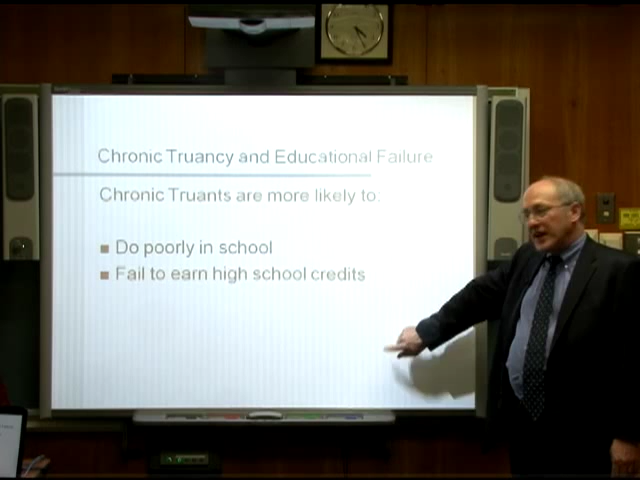 Chronic Truancy and Educational Failure
Chronic Truants are more likely to:
Do poorly in school
Fail to earn high school credits